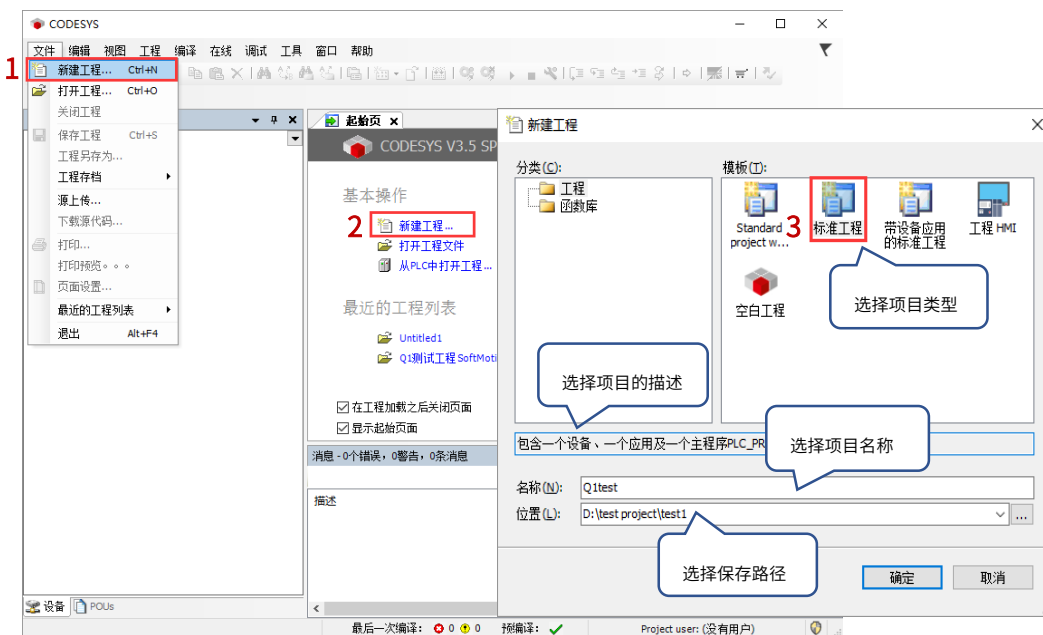 CODESYS
文件 编辑 视图 工程 编译 在线 调试 工具 窗口 帮助
1
新建工程... Ctrl+N
打开工程... Ctrl+O
关闭工程
保存工程 Ctrl+S
工程另存为...
工程存档
源上传...
下载源代码...
打印...
打印预览。。。
页面设置...
最近的工程列表
退出 Alt+F4
起始页
CODESYS V3.5 SP
基本操作
2 新建工程...
打开工程文件
从PLC中打开工程...
最近的工程列表
Untitled1
Q1测试工程SoftMoti
在工程加载之后关闭页面
显示起始页面
消息 - 0个错误，0警告，0条消息
描述
设备 POUs
最后一次编译: 0 0 预编译: Project user: (没有用户)
新建工程
分类(C): 模板(T):
工程
函数库
Standard project w...
3
标准工程
带设备应用的标准工程
工程 HMI
空白工程
选择项目类型
选择项目的描述
包含一个设备、一个应用及一个主程序PLC_PR
选择项目名称
名称(N): Q1test
位置(L): D:\test project\test1 ...
选择保存路径
确定 取消